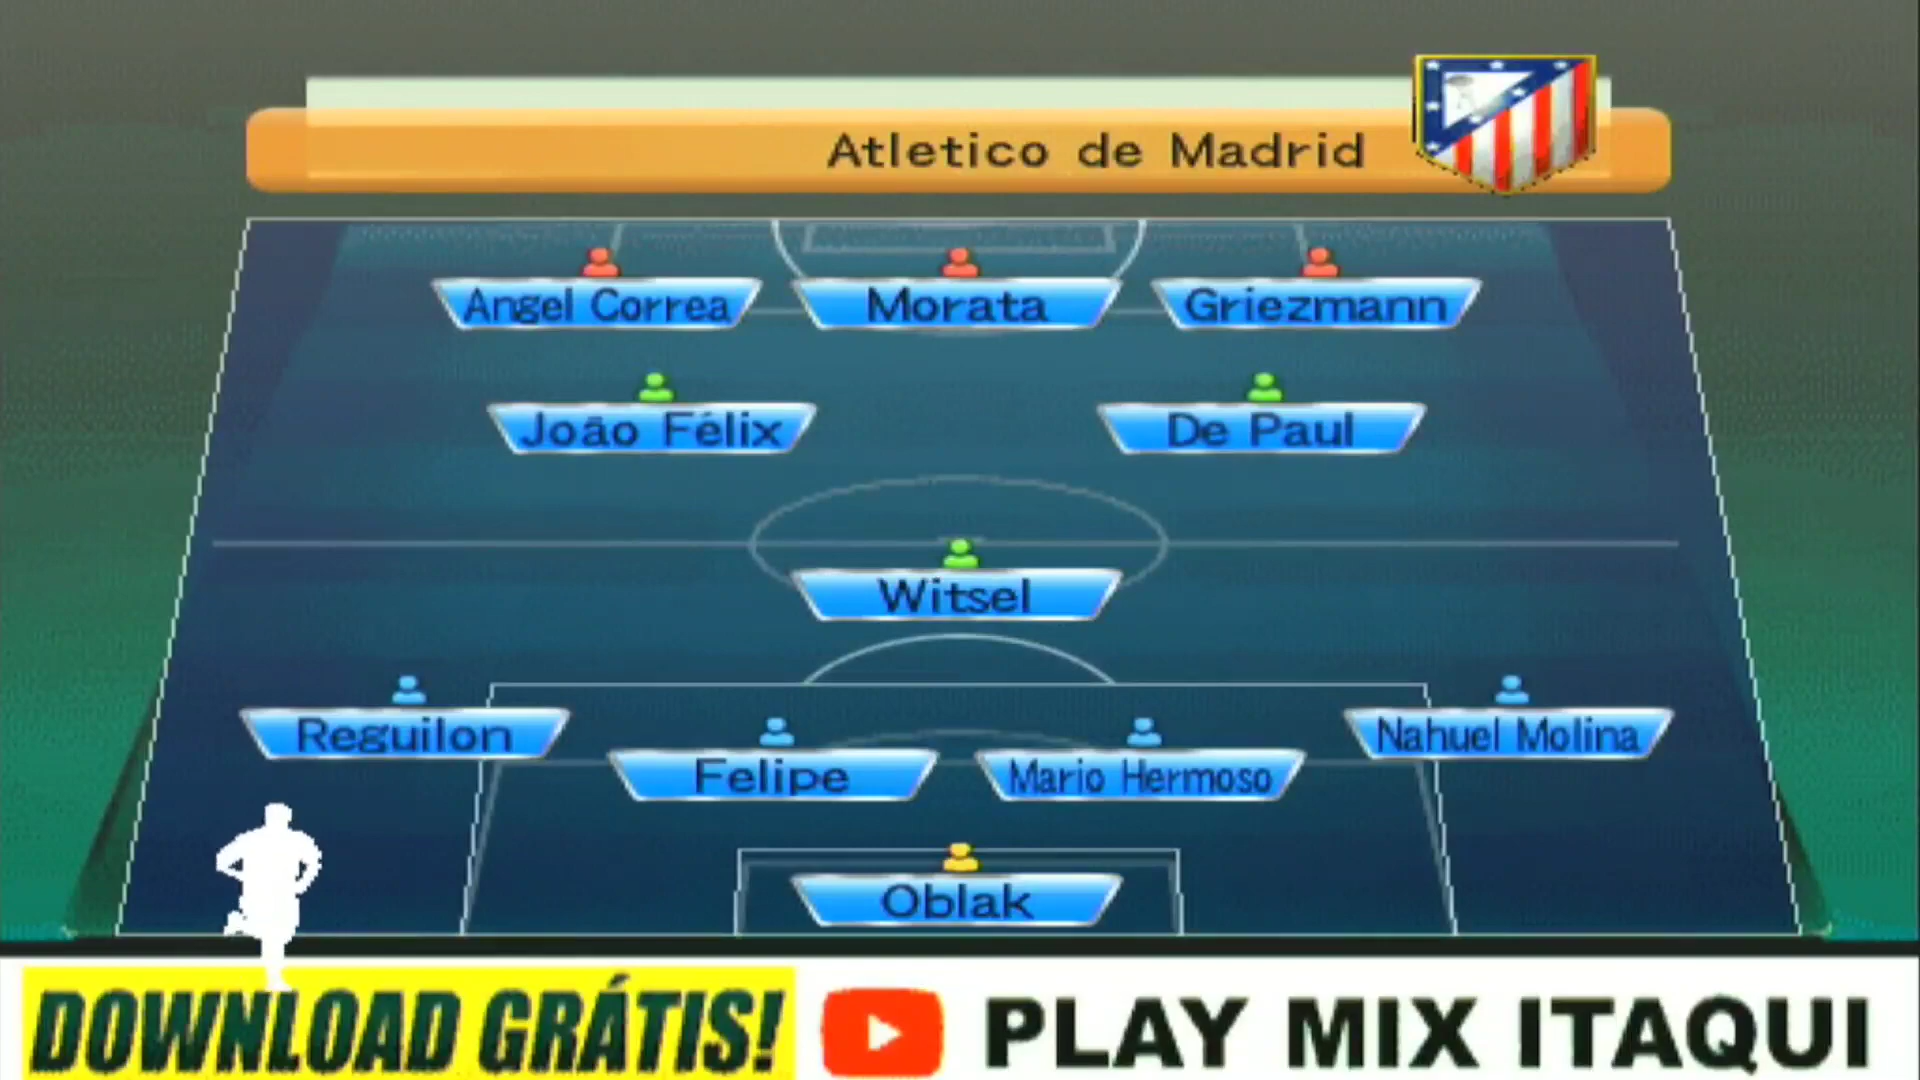 Atletico de Madrid
Angel Correa
Morata
Griezmann
João Félix
De Paul
Witsel
Reguilon
Felipe
Mario Hermoso
Nahuel Molina
Oblak
DOWNLOAD GRÁTIS!
PLAY MIX ITAQUI